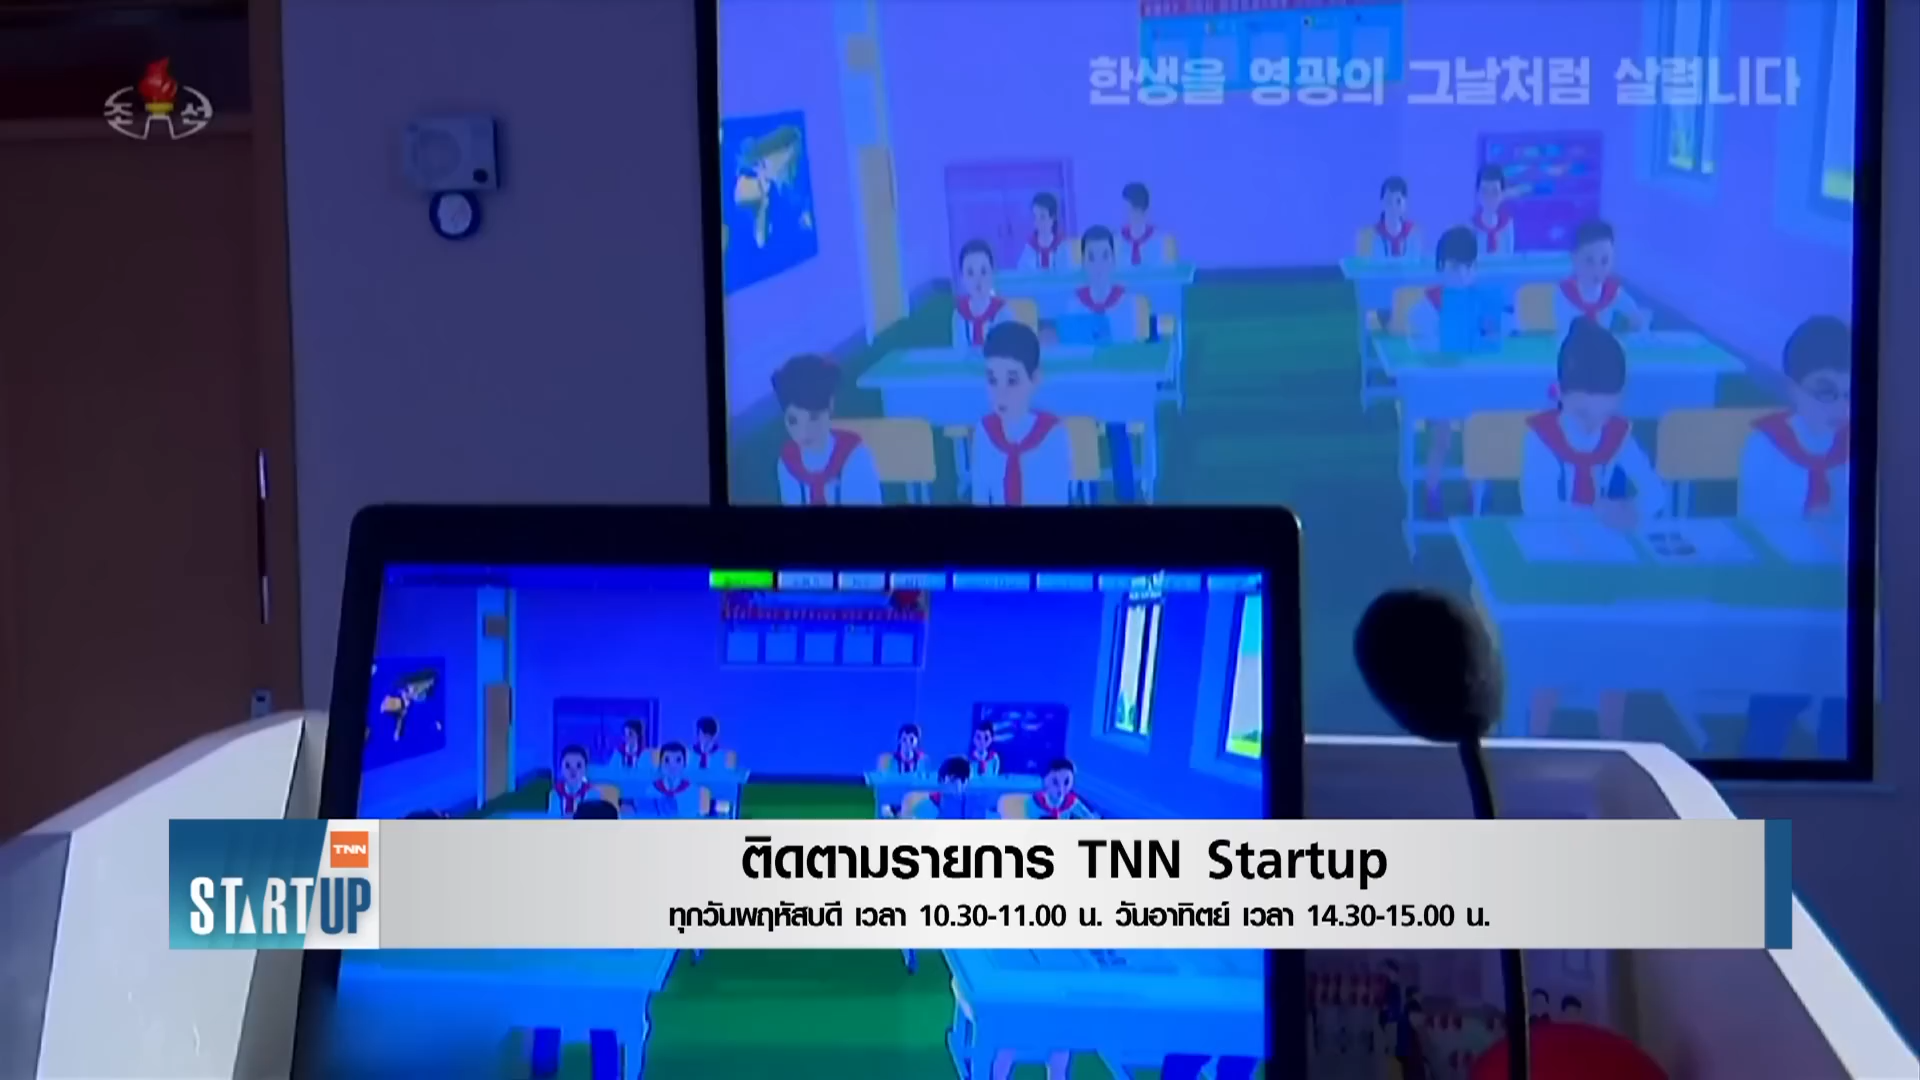 조선
한생을 영광의 그날처럼 살렵니다
TNN
STARTUP
ติดตามรายการ TNN Startup
ทุกวันพฤหัสบดี เวลา 10.30-11.00 น. วันอาทิตย์ เวลา 14.30-15.00 น.